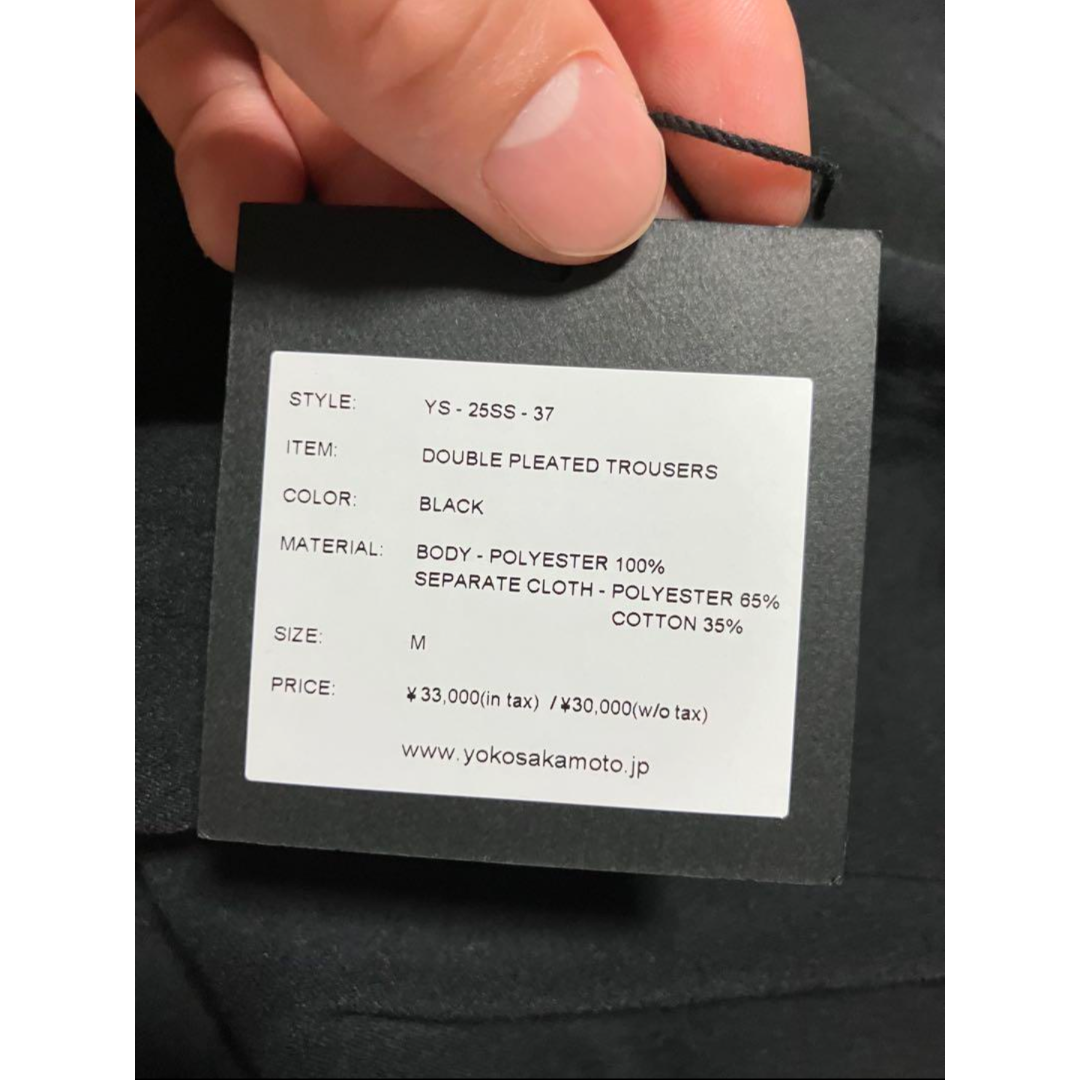 STYLE: YS - 25SS - 37
ITEM: DOUBLE PLEATED TROUSERS
COLOR: BLACK
MATERIAL: BODY - POLYESTER 100%
SEPARATE CLOTH - POLYESTER 65%
COTTON 35%
SIZE: M
PRICE: ¥33,000(in tax) /¥30,000(w/o tax)
www.yokosakamoto.jp